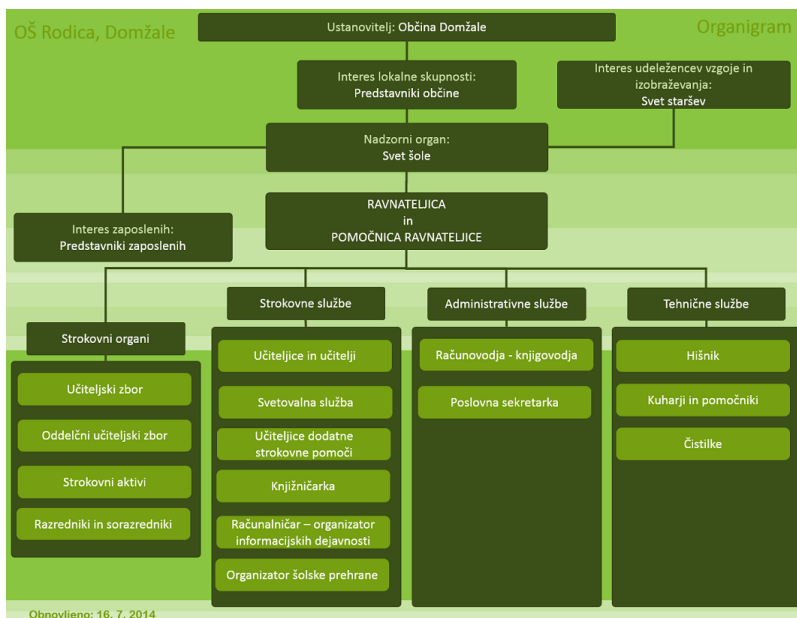 OŠ Rodica, Domžale
Organigram
Ustanovitelj: Občina Domžale
Interes lokalne skupnosti:
Predstavniki občine
Interes udeležencev vzgoje in
izobraževanja:
Svet staršev
Nadzorni organ:
Svet šole
Interes zaposlenih:
Predstavniki zaposlenih
RAVNATELJICA
in
POMOČNICA RAVNATELJICE
Strokovni organi
Učiteljski zbor
Oddelčni učiteljski zbor
Strokovni aktivi
Razredniki in sorazredniki
Strokovne službe
Učiteljice in učitelji
Svetovalna služba
Učiteljice dodatne
strokovne pomoči
Knjižničarka
Računalničar – organizator
informacijskih dejavnosti
Organizator šolske prehrane
Administrativne službe
Računovodja - knjigovodja
Poslovna sekretarka
Tehnične službe
Hišnik
Kuharji in pomočniki
Čistilke
Obnovljeno: 16. 7. 2014